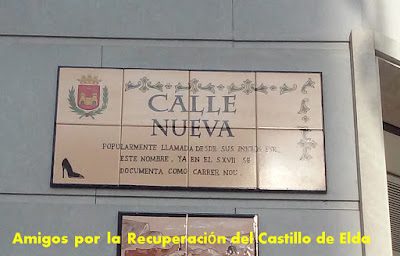 CALLE
NUEVA
POPULARMENTE LLAMADA DESDE SUS INICIOS POR
ESTE NOMBRE. YA EN EL S.XVII SE
DOCUMENTA COMO CARRER NOU.
Amigos por la Recuperación del Castillo de Elda